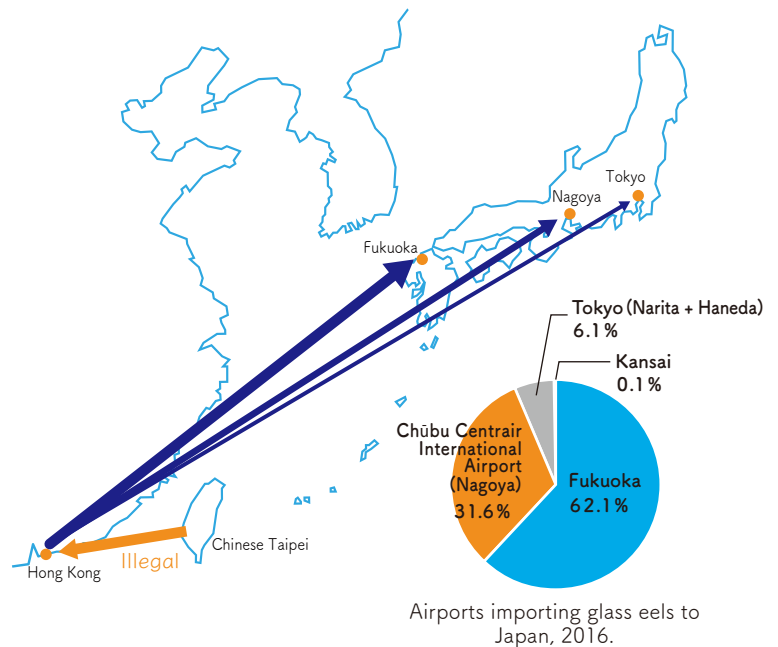 Tokyo
Nagoya
Fukuoka
Chinese Taipei
Illegal
Hong Kong
Tokyo (Narita + Haneda)
6.1%
Kansai
0.1%
Chūbu Centrair
International
Airport
(Nagoya)
31.6%
Fukuoka
62.1%
Airports importing glass eels to
Japan, 2016.